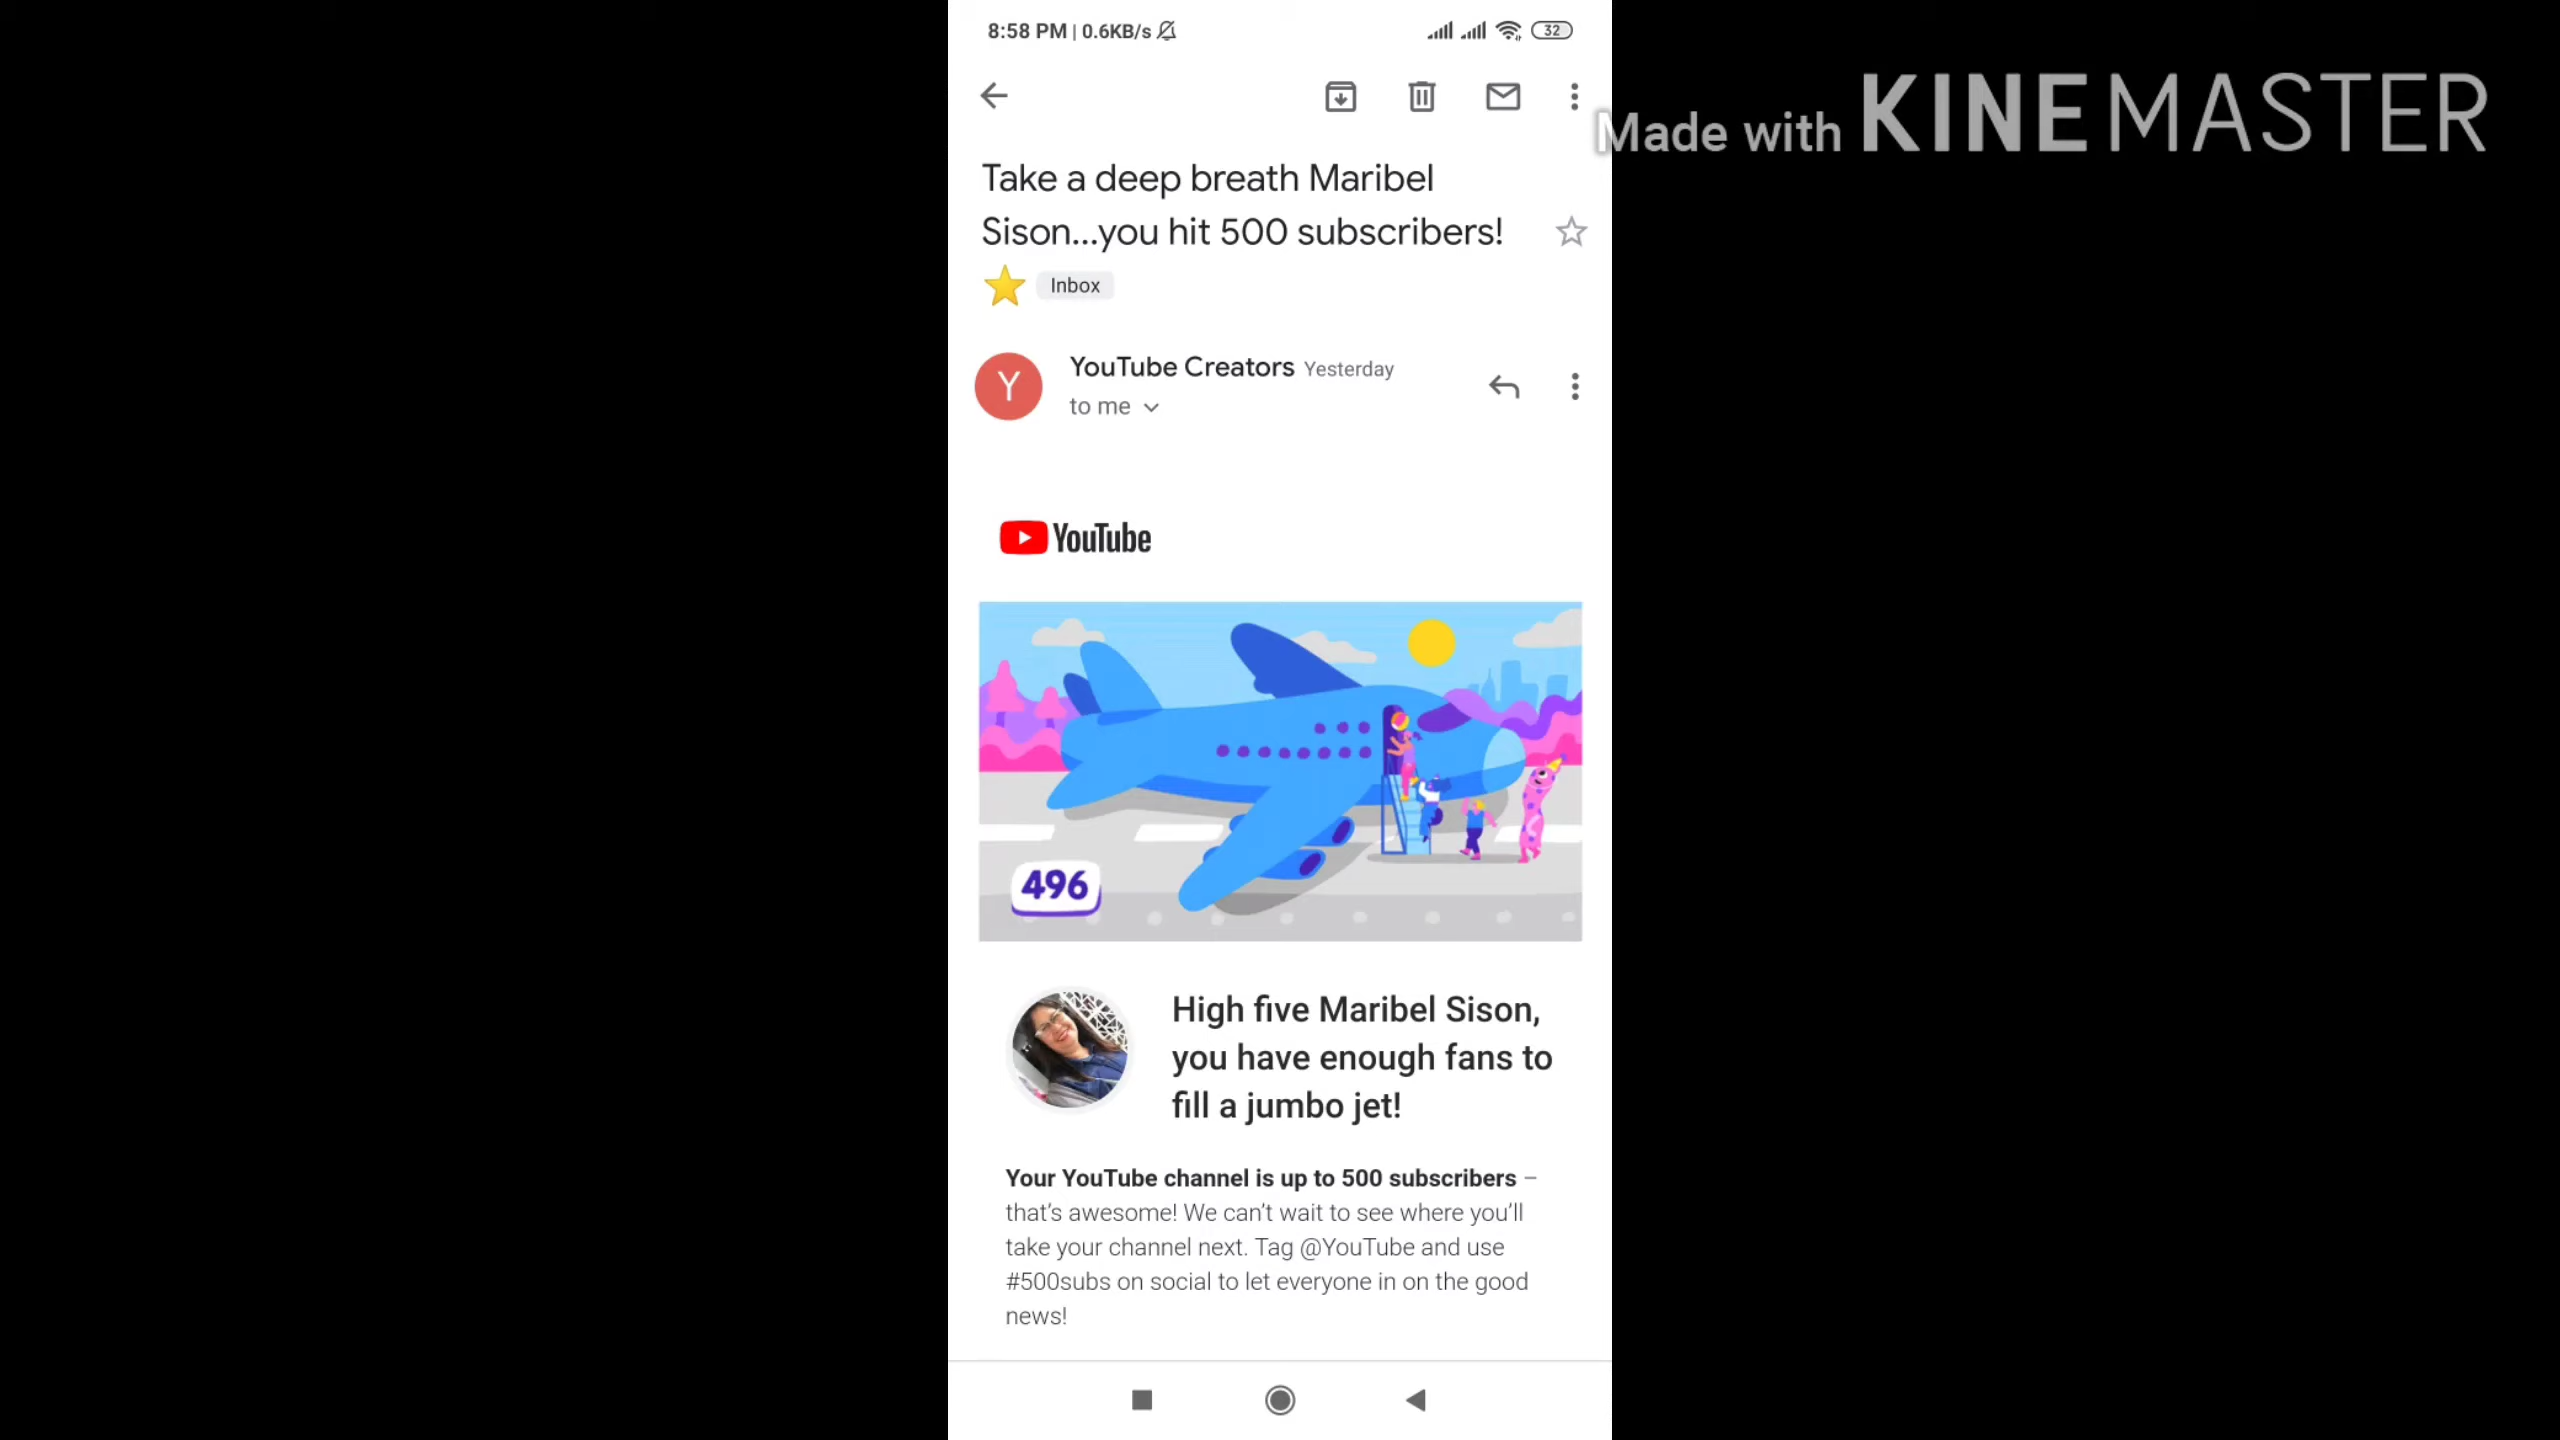 8:58 PM | 0.6KB/s
32
Made with KINEMASTER
Take a deep breath Maribel
Sison...you hit 500 subscribers!
Inbox
Y
YouTube Creators Yesterday
to me
YouTube
496
High five Maribel Sison,
you have enough fans to
fill a jumbo jet!
Your YouTube channel is up to 500 subscribers –
that's awesome! We can't wait to see where you'll
take your channel next. Tag @YouTube and use
#500subs on social to let everyone in on the good
news!